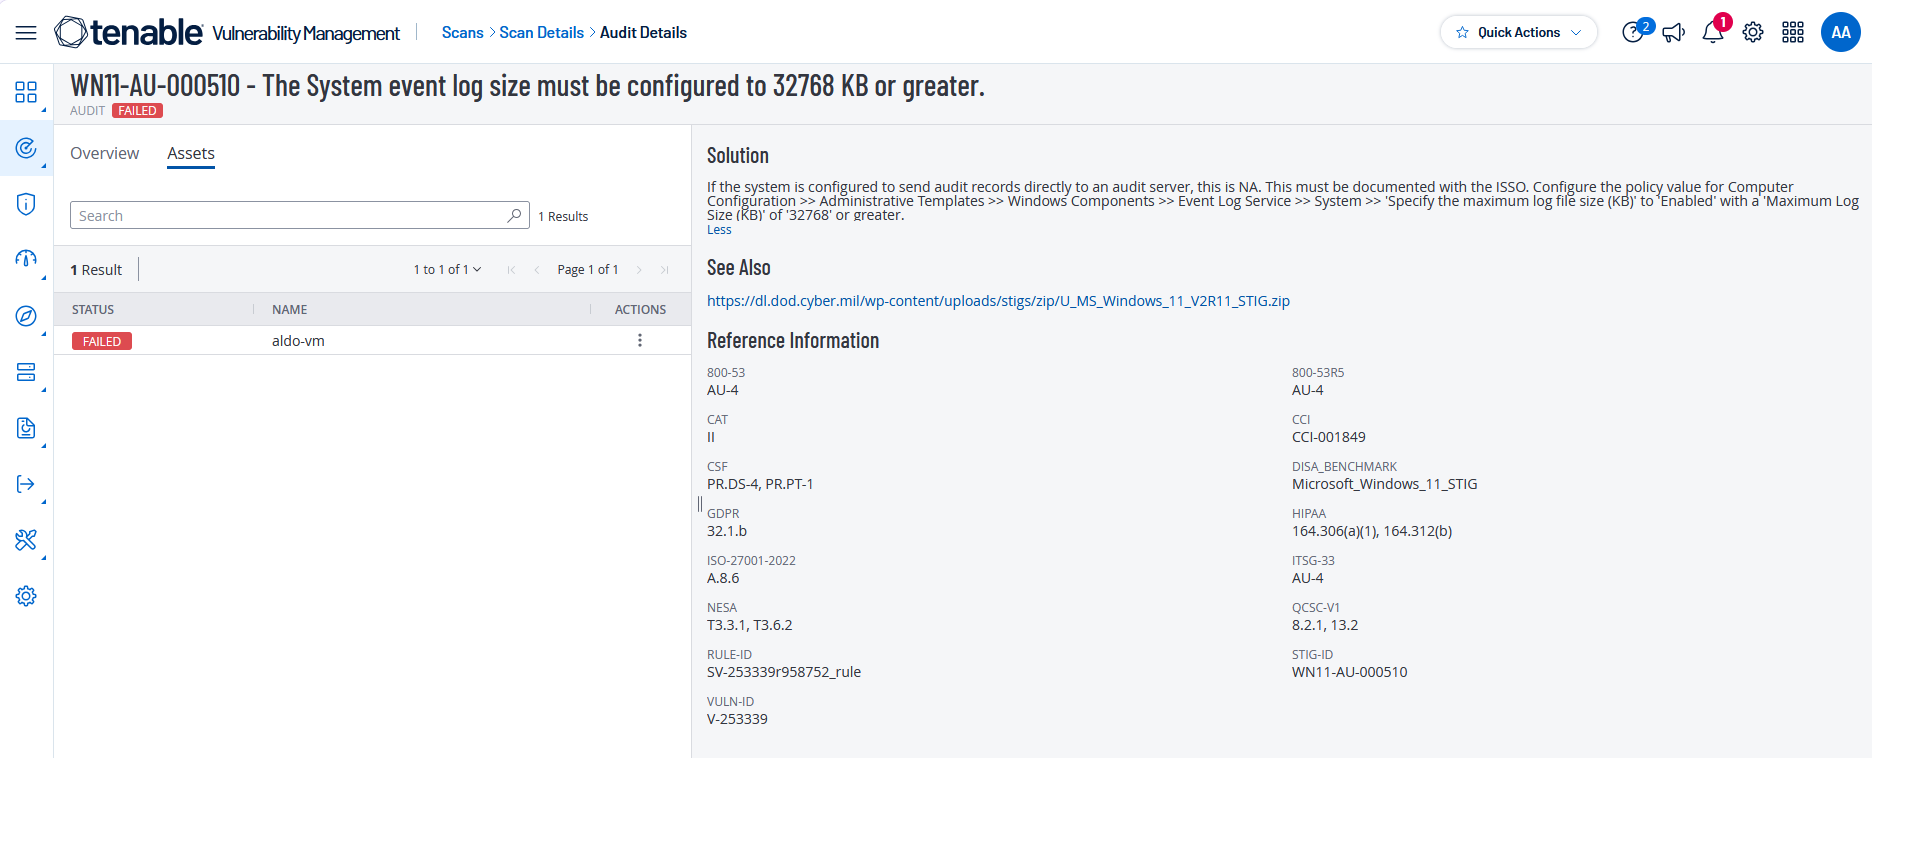 tenable Vulnerability Management Scans > Scan Details > Audit Details Quick Actions 2 1 AA
WN11-AU-000510 - The System event log size must be configured to 32768 KB or greater.
AUDIT FAILED
Overview Assets
Search 1 Results
1 Result 1 to 1 of 1 Page 1 of 1
STATUS NAME ACTIONS
FAILED aldo-vm
Solution
If the system is configured to send audit records directly to an audit server, this is NA. This must be documented with the ISSO. Configure the policy value for Computer
Configuration >> Administrative Templates >> Windows Components >> Event Log Service >> System >> 'Specify the maximum log file size (KB)' to 'Enabled' with a 'Maximum Log
Size (KB)' of '32768' or greater.
Less
See Also
https://dl.dod.cyber.mil/wp-content/uploads/stigs/zip/U_MS_Windows_11_V2R11_STIG.zip
Reference Information
800-53 800-53R5
AU-4 AU-4
CAT CCI
II CCI-001849
CSF DISA_BENCHMARK
PR.DS-4, PR.PT-1 Microsoft_Windows_11_STIG
GDPR HIPAA
32.1.b 164.306(a)(1), 164.312(b)
ISO-27001-2022 ITSG-33
A.8.6 AU-4
NESA QCSC-V1
T3.3.1, T3.6.2 8.2.1, 13.2
RULE-ID STIG-ID
SV-253339r958752_rule WN11-AU-000510
VULN-ID
V-253339